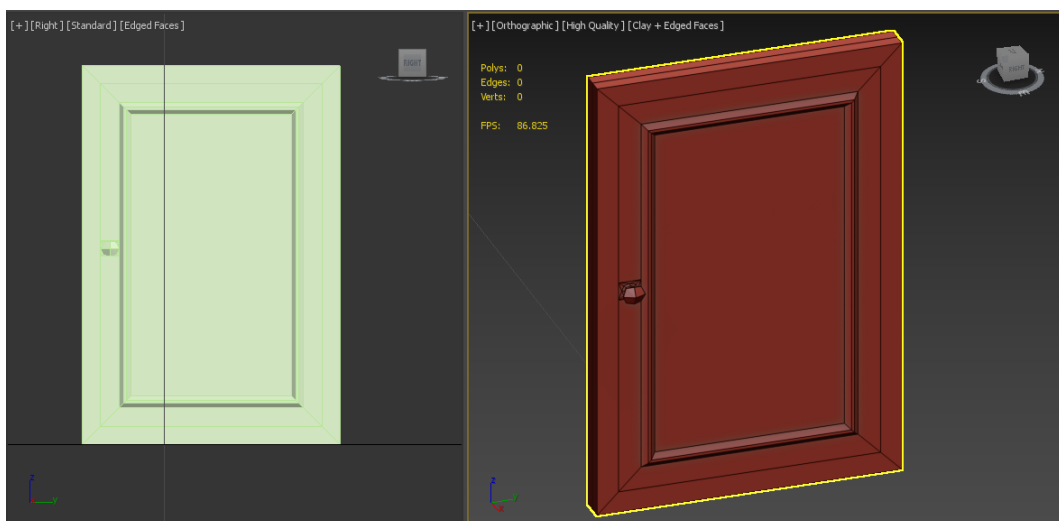 [+] [Right] [Standard] [Edged Faces]
RIGHT
z
y
[+] [Orthographic] [High Quality] [Clay + Edged Faces]
Polys: 0
Edges: 0
Verts: 0
FPS: 86.825
RIGHT
z
x